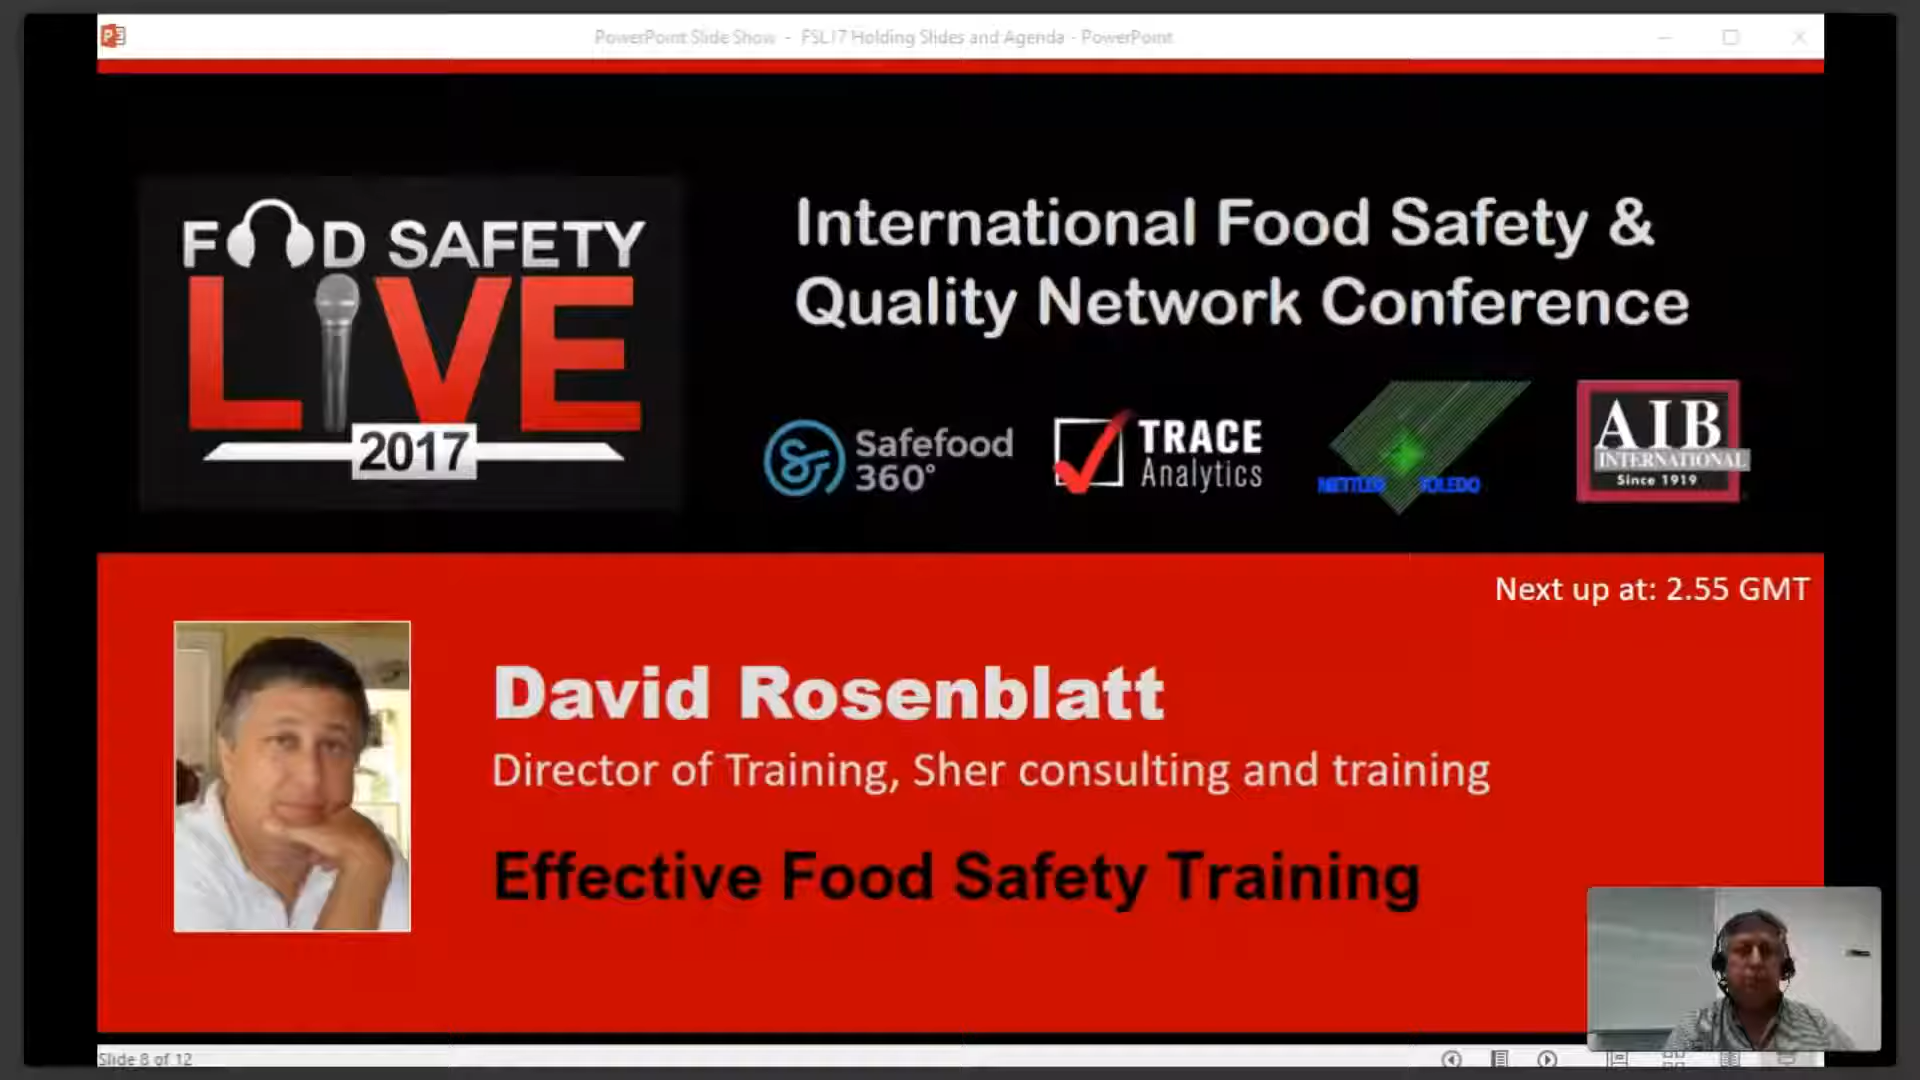 PowerPoint Slide Show - FSL17 Holding Slides and Agenda - PowerPoint
FOOD SAFETY
LIVE
2017
International Food Safety &
Quality Network Conference
Safefood
360°
TRACE
Analytics
METTLER TOLEDO
AIB
INTERNATIONAL
Since 1919
Next up at: 2.55 GMT
David Rosenblatt
Director of Training, Sher consulting and training
Effective Food Safety Training
Slide 8 of 12